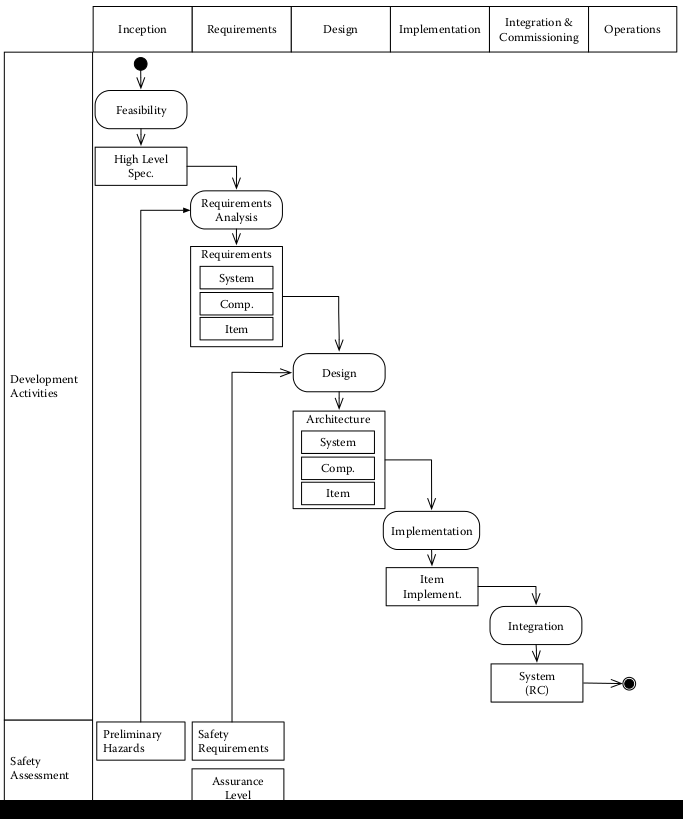 Inception
Requirements
Design
Implementation
Integration &
Commissioning
Operations
Feasibility
High Level
Spec.
Requirements
Analysis
Requirements
System
Comp.
Item
Development
Activities
Design
Architecture
System
Comp.
Item
Implementation
Item
Implement.
Integration
System
(RC)
Safety
Assessment
Preliminary
Hazards
Safety
Requirements
Assurance
Level